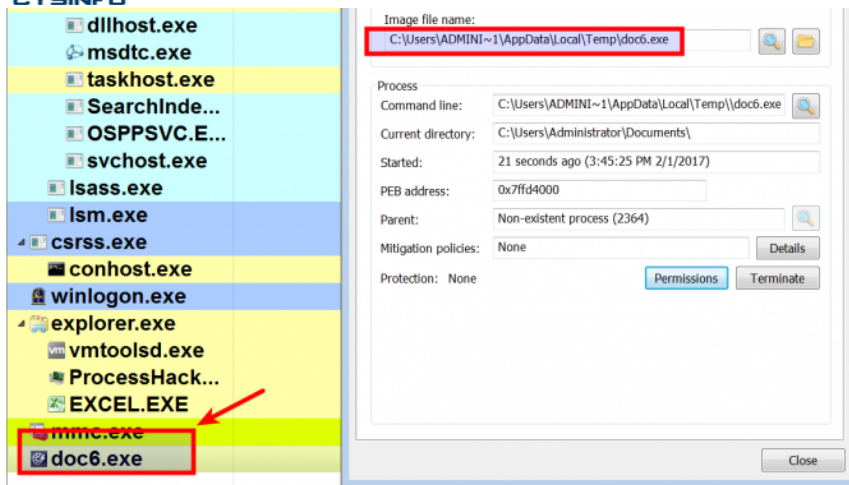 CYSINFO
dllhost.exe
msdtc.exe
taskhost.exe
SearchInde...
OSPPSVC.E...
svchost.exe
lsass.exe
lsm.exe
csrss.exe
conhost.exe
winlogon.exe
explorer.exe
vm vmtoolsd.exe
ProcessHack...
EXCEL.EXE
mmc.exe
doc6.exe
Image file name:
C:\Users\ADMINI~1\AppData\Local\Temp\doc6.exe
Process
Command line: C:\Users\ADMINI~1\AppData\Local\Temp\\doc6.exe
Current directory: C:\Users\Administrator\Documents\
Started: 21 seconds ago (3:45:25 PM 2/1/2017)
PEB address: 0x7ffd4000
Parent: Non-existent process (2364)
Mitigation policies: None Details
Protection: None Permissions Terminate
Close